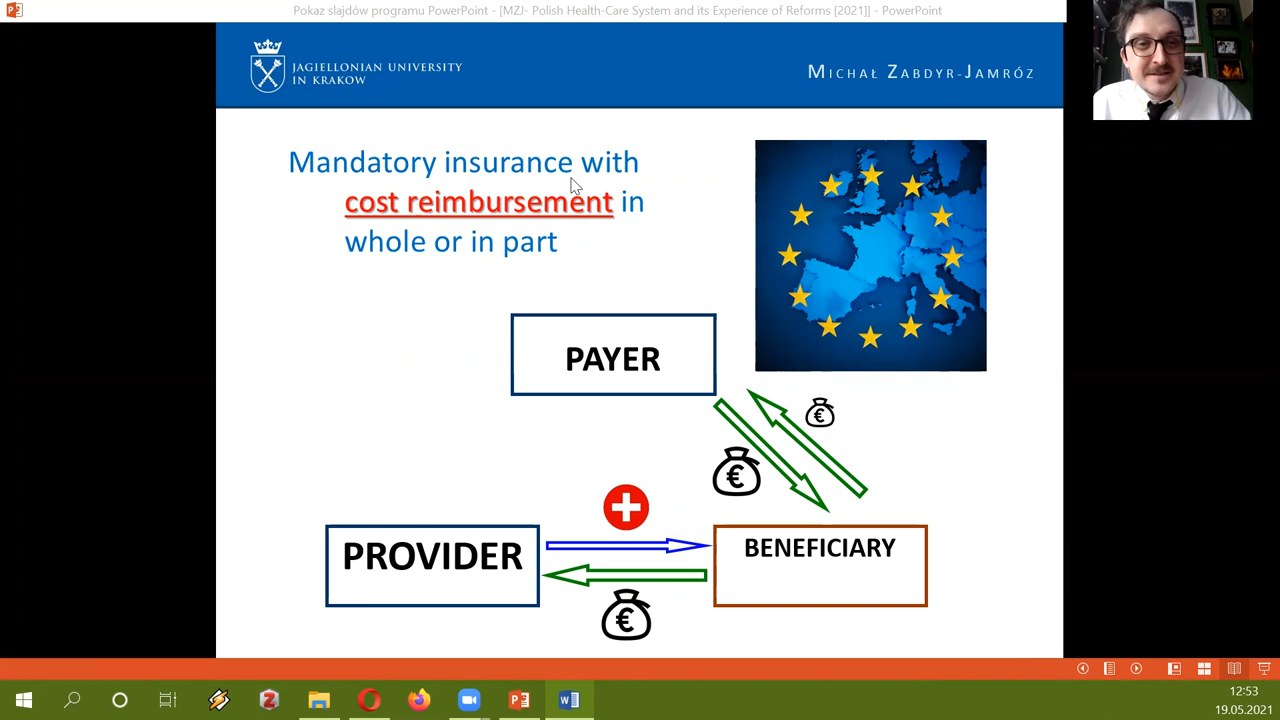 Pokaz slajdów programu PowerPoint - [MZJ- Polish Health-Care System and its Experience of Reforms [2021]] - PowerPoint
JAGIELLONIAN UNIVERSITY
IN KRAKOW
MICHAŁ ZABDYR-JAMRÓZ
Mandatory insurance with
cost reimbursement in
whole or in part
PAYER
€
€
PROVIDER
BENEFICIARY
€
12:53
19.05.2021